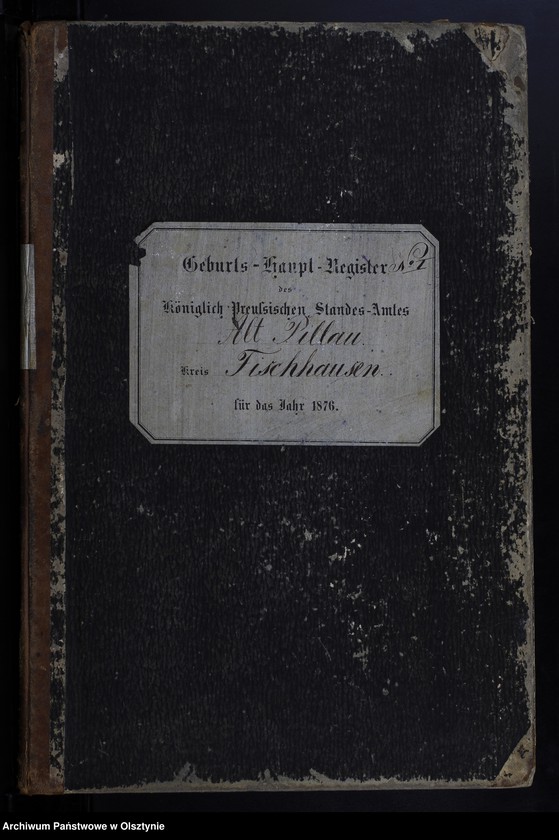 Geburts-Haupt-Register No 1
des
Königlich Preußischen Standes-Amtes
Alt Pillau.
Kreis Fischhausen.
für das Jahr 1876.
Archiwum Państwowe w Olsztynie